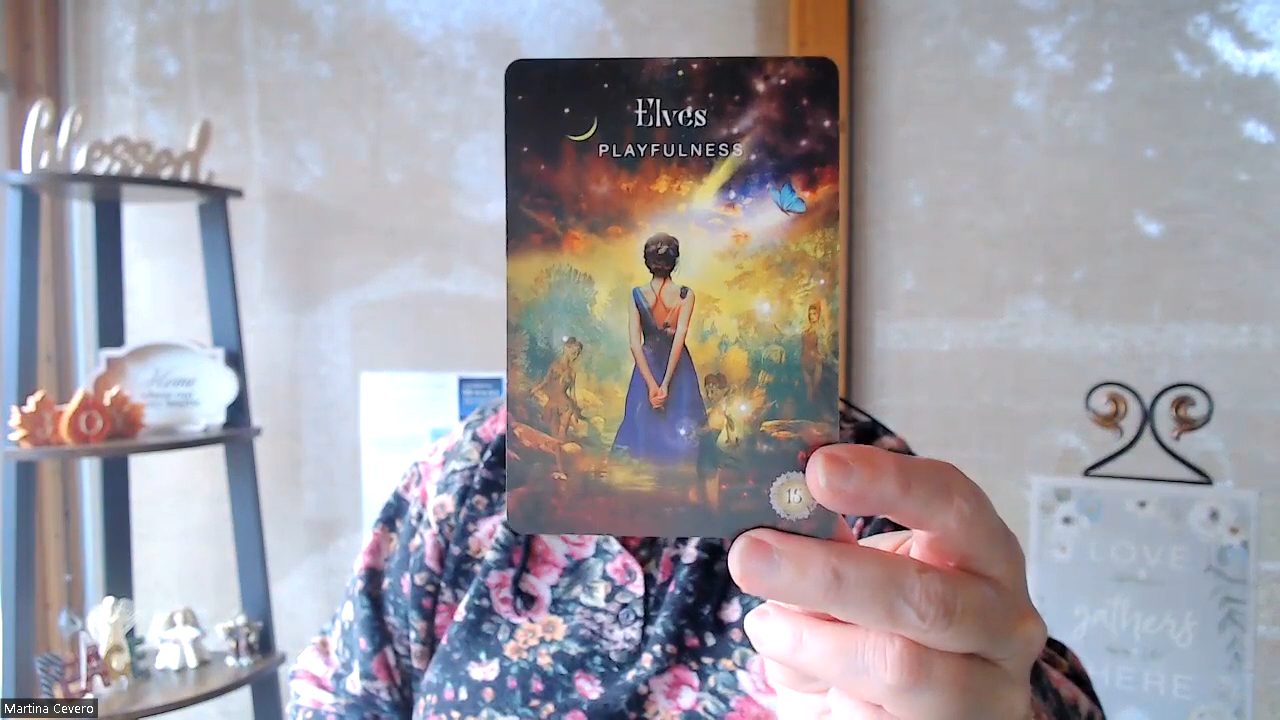 blessed
Elves
PLAYFULNESS
Home
16
LOVE
gathers
HERE
Martina Cevero